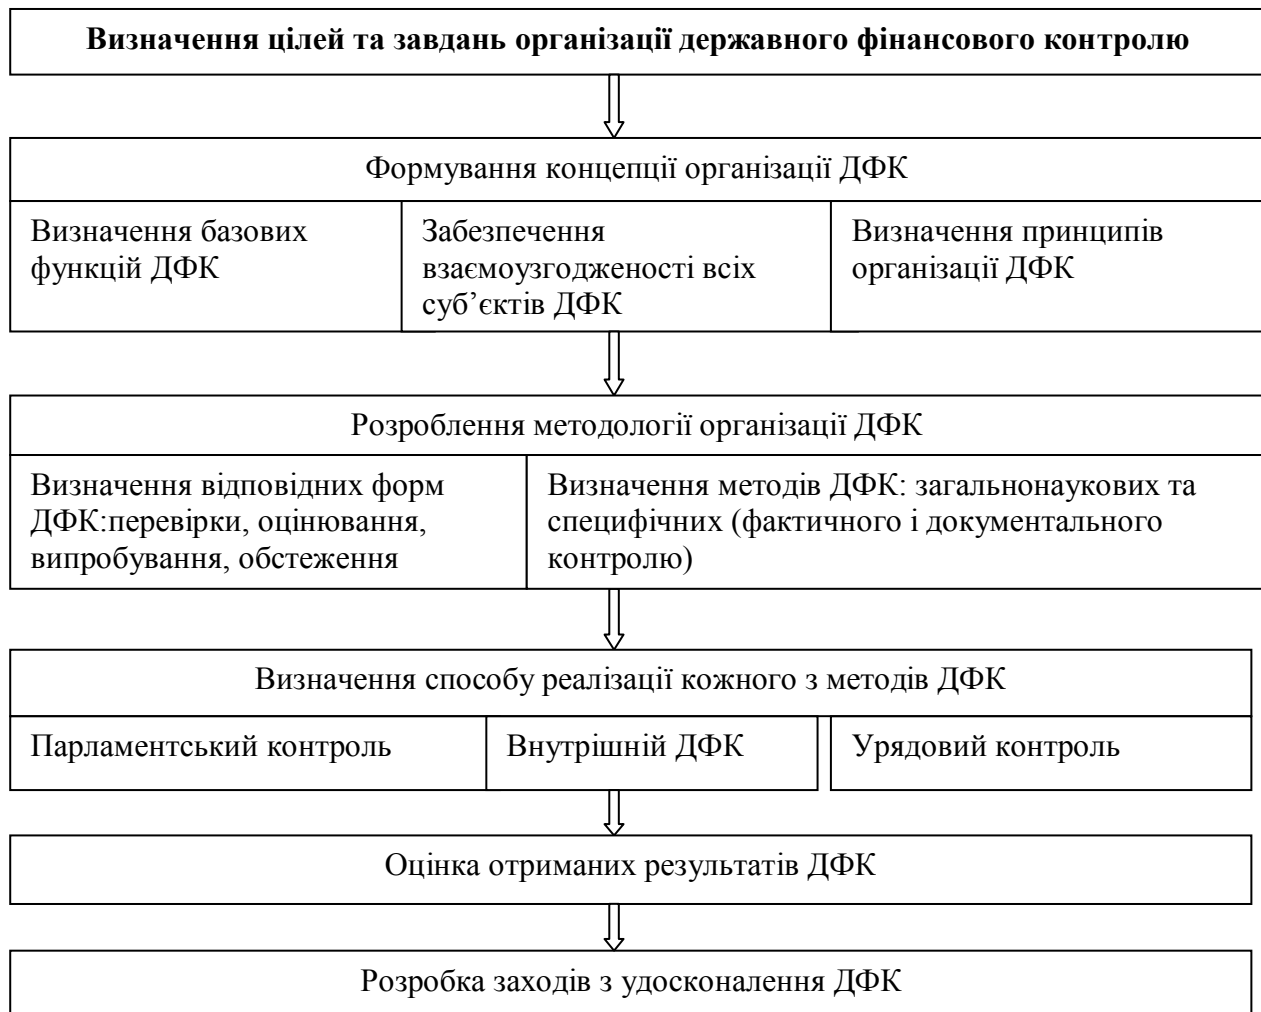 Визначення цілей та завдань організації державного фінансового контролю
Формування концепції організації ДФК
Визначення базових
функцій ДФК
Забезпечення
взаємоузгодженості всіх
суб’єктів ДФК
Визначення принципів
організації ДФК
Розроблення методології організації ДФК
Визначення відповідних форм
ДФК:перевірки, оцінювання,
випробування, обстеження
Визначення методів ДФК: загальнонаукових та
специфічних (фактичного і документального
контролю)
Визначення способу реалізації кожного з методів ДФК
Парламентський контроль
Внутрішній ДФК
Урядовий контроль
Оцінка отриманих результатів ДФК
Розробка заходів з удосконалення ДФК